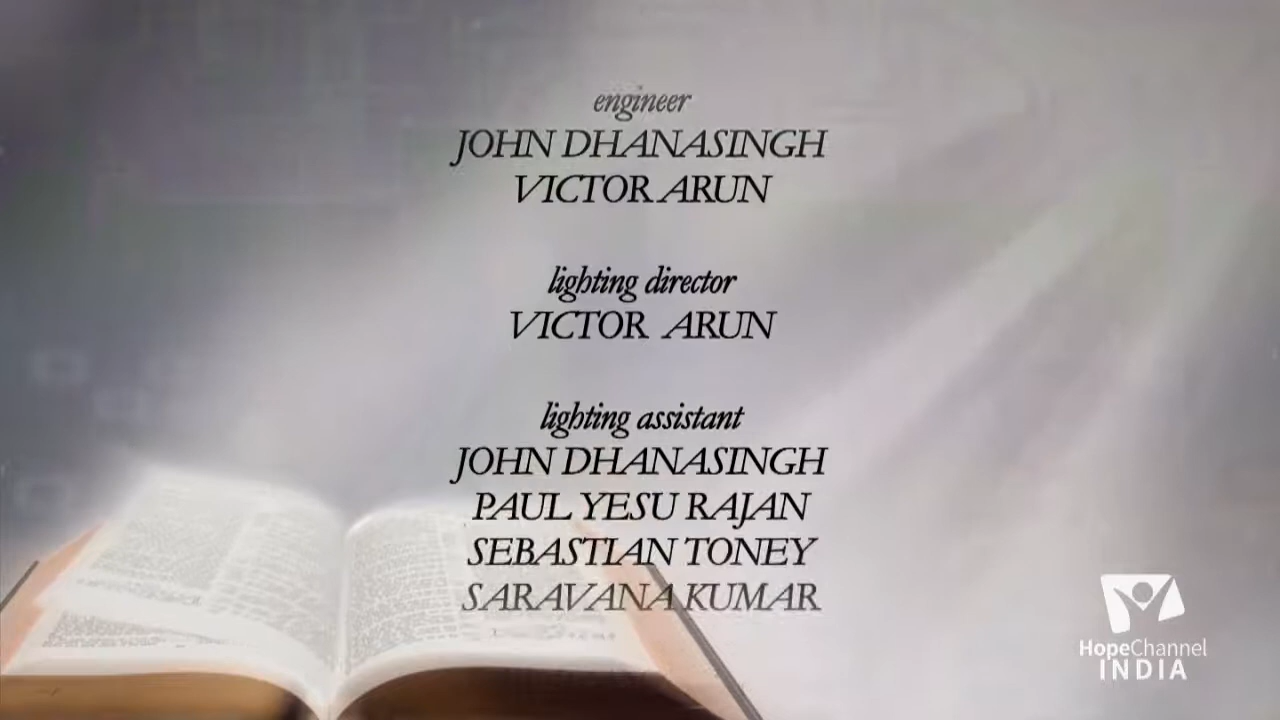 engineer
JOHN DHANASINGH
VICTOR ARUN
lighting director
VICTOR ARUN
lighting assistant
JOHN DHANASINGH
PAUL YESU RAJAN
SEBASTIAN TONEY
SARAVANA KUMAR
HopeChannel
INDIA